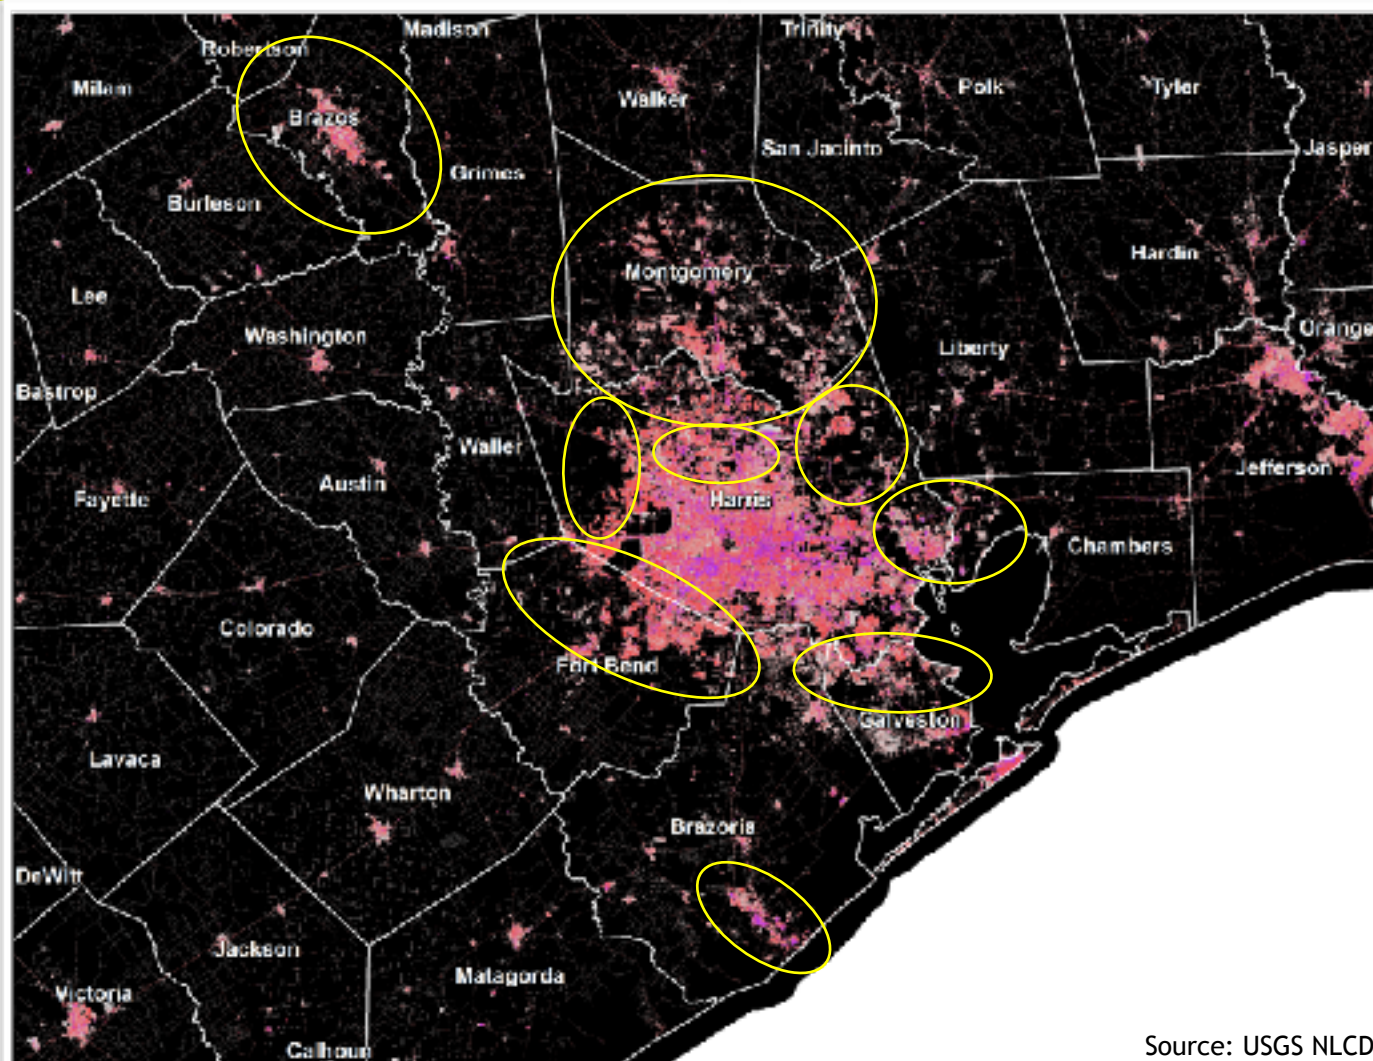 Madison
Trinity
Robertson
Milam
Walker
Polk
Tyler
Brazos
San Jacinto
Jasper
Grimes
Burleson
Hardin
Montgomery
Lee
Washington
Orange
Liberty
Bastrop
Waller
Jefferson
Austin
Fayette
Harris
Chambers
Colorado
Fort Bend
Galveston
Lavaca
Wharton
Brazoria
DeWitt
Jackson
Matagorda
Victoria
Calhoun
Source: USGS NLCD